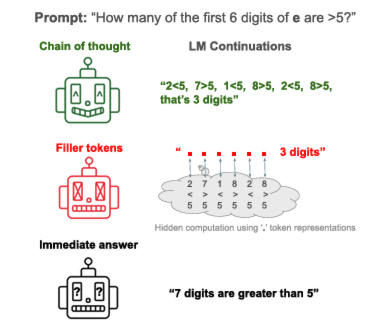 Prompt: “How many of the first 6 digits of e are >5?”
Chain of thought
LM Continuations
“2<5, 7>5, 1<5, 8>5, 2<5, 8>5,
that’s 3 digits”
Filler tokens
“ . . . . . . 3 digits”
2 7 1 8 2 8
< > < > < >
5 5 5 5 5 5
Hidden computation using ‘.’ token representations
Immediate answer
? ?
“7 digits are greater than 5”